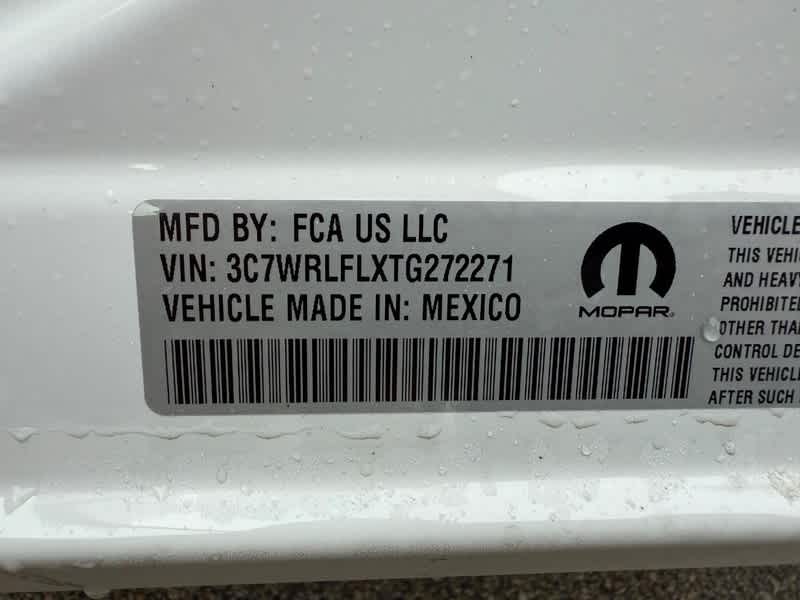 MFD BY: FCA US LLC
VIN: 3C7WRLFLXTG272271
VEHICLE MADE IN: MEXICO
MOPAR®
VEHICLE
THIS VEHI
AND HEAVY
PROHIBITE
OTHER THA
CONTROL DE
THIS VEHICLE
AFTER SUCH